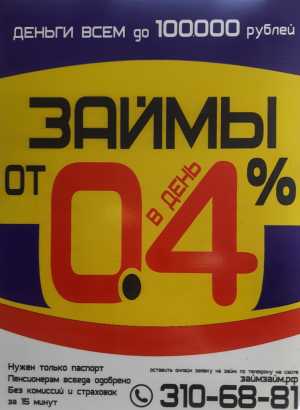 ДЕНЬГИ ВСЕМ до 100000 рублей
ЗАЙМЫ
ОТ 0.4 %
В ДЕНЬ
Нужен только паспорт
Пенсионерам всегда одобрено
Без комиссий и страховок
за 15 минут
оставить онлайн заявку на займ по телефону на сайте
займзайм.рф
310-68-81